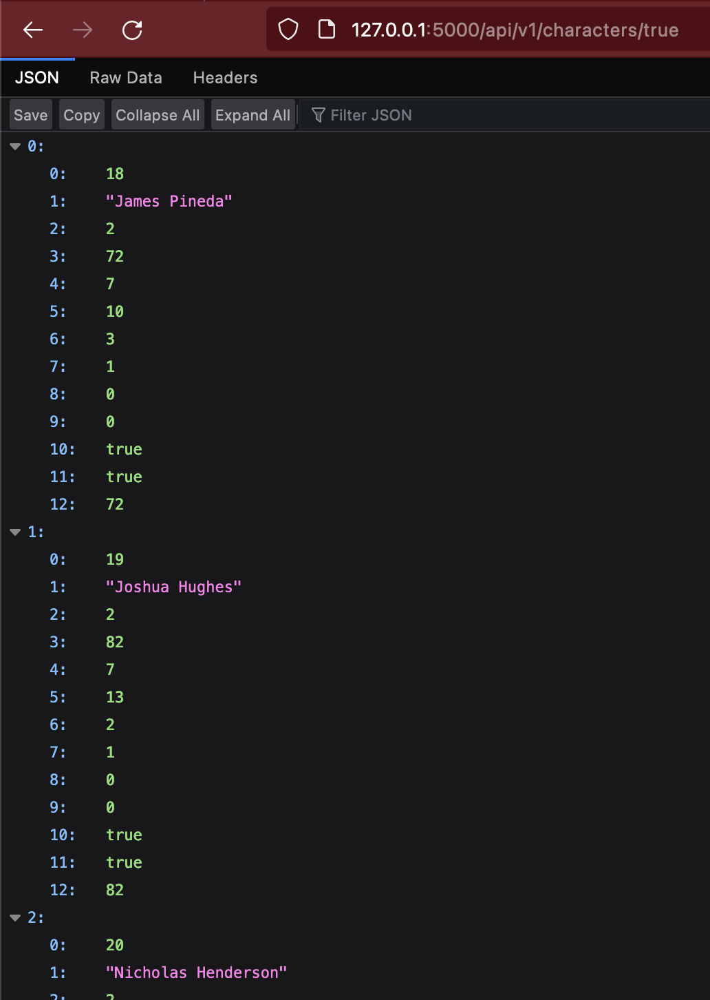 127.0.0.1:5000/api/v1/characters/true
JSON Raw Data Headers
Save Copy Collapse All Expand All Filter JSON
0:
0: 18
1: "James Pineda"
2: 2
3: 72
4: 7
5: 10
6: 3
7: 1
8: 0
9: 0
10: true
11: true
12: 72
1:
0: 19
1: "Joshua Hughes"
2: 2
3: 82
4: 7
5: 13
6: 2
7: 1
8: 0
9: 0
10: true
11: true
12: 82
2:
0: 20
1: "Nicholas Henderson"
2: 2